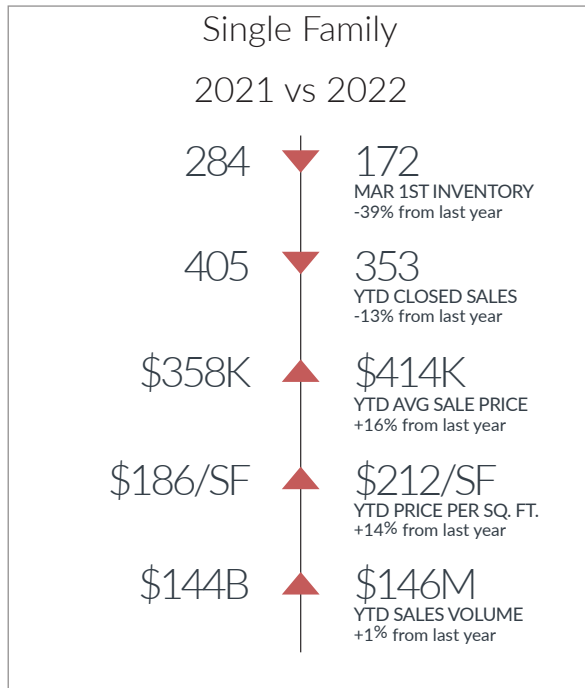 Single Family
2021 vs 2022
284 172
MAR 1ST INVENTORY
-39% from last year
405 353
YTD CLOSED SALES
-13% from last year
$358K $414K
YTD AVG SALE PRICE
+16% from last year
$186/SF $212/SF
YTD PRICE PER SQ. FT.
+14% from last year
$144B $146M
YTD SALES VOLUME
+1% from last year